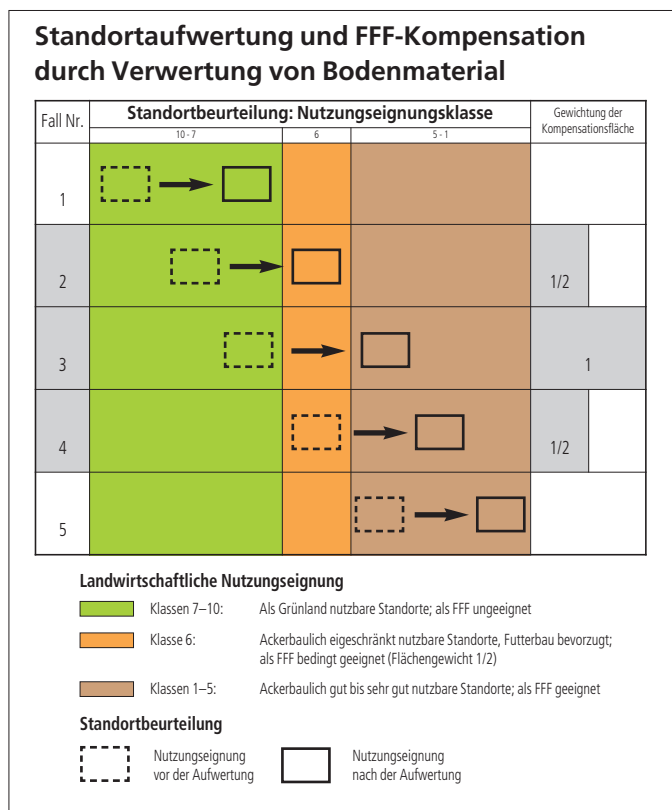 Standortaufwertung und FFF-Kompensation
durch Verwertung von Bodenmaterial
Fall Nr.
Standortbeurteilung: Nutzungseignungsklasse
Gewichtung der
Kompensationsfläche
10 - 7
6
5 - 1
1
2
1/2
3
1
4
1/2
5
Landwirtschaftliche Nutzungseignung
Klassen 7–10: Als Grünland nutzbare Standorte; als FFF ungeeignet
Klasse 6: Ackerbaulich eigeschränkt nutzbare Standorte, Futterbau bevorzugt;
als FFF bedingt geeignet (Flächengewicht 1/2)
Klassen 1–5: Ackerbaulich gut bis sehr gut nutzbare Standorte; als FFF geeignet
Standortbeurteilung
Nutzungseignung
vor der Aufwertung
Nutzungseignung
nach der Aufwertung